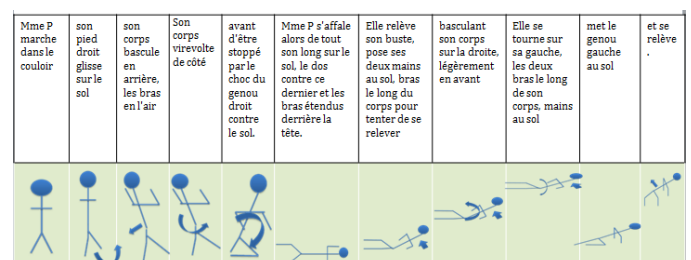 Mme P
marche
dans le
couloir
son
pied
droit
glisse
sur le
sol
son
corps
bascule
en
arrière,
les bras
en l'air
Son
corps
virevolte
de côté
avant
d'être
stoppé
par le
choc du
genou
droit
contre
le sol.
Mme P s'affale
alors de tout
son long sur le
sol, le dos
contre ce
dernier et les
bras étendus
derrière la
tête.
Elle relève
son buste,
pose ses
deux mains
au sol, bras
le long du
corps pour
tenter de se
relever
basculant
son corps
sur la droite,
légèrement
en avant
Elle se
tourne sur
sa gauche,
les deux
bras le long
de son
corps, mains
au sol
met le
genou
gauche
au sol
et se
relève
.